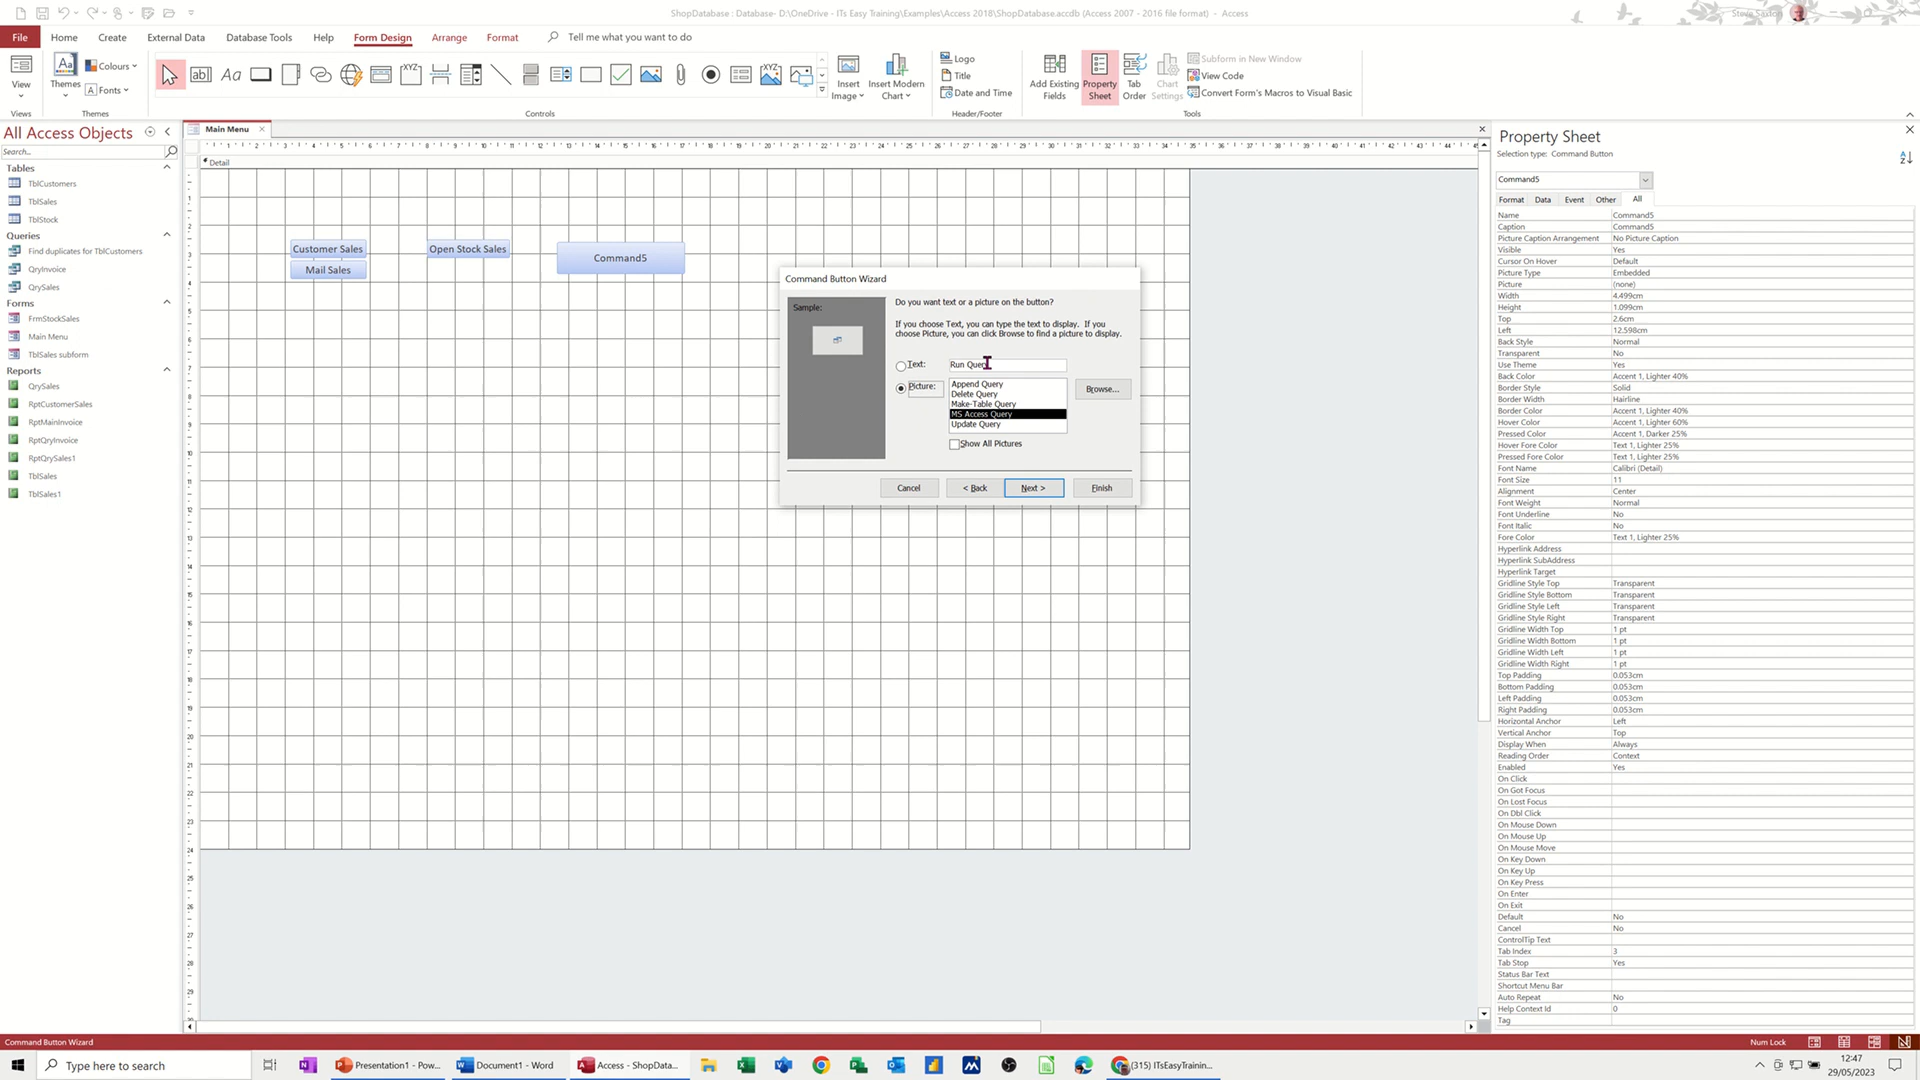 ShopDatabase : Database- D:\OneDrive - ITs Easy Training\Examples\Access 2018\ShopDatabase.accdb (Access 2007 - 2016 file format) - Access
Steve Saxton
File Home Create External Data Database Tools Help Form Design Arrange Format Tell me what you want to do
View
Views
Themes
Colours
Fonts
Themes
Controls
Insert Image
Insert Modern Chart
Logo
Title
Date and Time
Header/Footer
Add Existing Fields
Property Sheet
Tab Order
Chart Settings
Subform in New Window
View Code
Convert Form's Macros to Visual Basic
Tools
All Access Objects
Search...
Tables
TblCustomers
TblSales
TblStock
Queries
Find duplicates for TblCustomers
QryInvoice
QrySales
Forms
FrmStockSales
Main Menu
TblSales subform
Reports
QrySales
RptCustomerSales
RptMainInvoice
RptQryInvoice
RptQrySales1
TblSales
TblSales1
Main Menu
Detail
Customer Sales
Mail Sales
Open Stock Sales
Command5
Command Button Wizard
Sample:
Do you want text or a picture on the button?
If you choose Text, you can type the text to display. If you
choose Picture, you can click Browse to find a picture to display.
Text: Run Query
Picture:
Append Query
Delete Query
Make-Table Query
MS Access Query
Update Query
Browse...
Show All Pictures
Cancel < Back Next > Finish
Property Sheet
Selection type: Command Button
Command5
Format Data Event Other All
Name Command5
Caption Command5
Picture Caption Arrangement No Picture Caption
Visible Yes
Cursor On Hover Default
Picture Type Embedded
Picture (none)
Width 4.499cm
Height 1.099cm
Top 2.6cm
Left 12.598cm
Back Style Normal
Transparent No
Use Theme Yes
Back Color Accent 1, Lighter 40%
Border Style Solid
Border Width Hairline
Border Color Accent 1, Lighter 40%
Hover Color Accent 1, Lighter 60%
Pressed Color Accent 1, Darker 25%
Hover Fore Color Text 1, Lighter 25%
Pressed Fore Color Text 1, Lighter 25%
Font Name Calibri (Detail)
Font Size 11
Alignment Center
Font Weight Normal
Font Underline No
Font Italic No
Fore Color Text 1, Lighter 25%
Hyperlink Address
Hyperlink SubAddress
Hyperlink Target
Gridline Style Top Transparent
Gridline Style Bottom Transparent
Gridline Style Left Transparent
Gridline Style Right Transparent
Gridline Width Top 1 pt
Gridline Width Bottom 1 pt
Gridline Width Left 1 pt
Gridline Width Right 1 pt
Top Padding 0.053cm
Bottom Padding 0.053cm
Left Padding 0.053cm
Right Padding 0.053cm
Horizontal Anchor Left
Vertical Anchor Top
Display When Always
Reading Order Context
Enabled Yes
On Click
On Got Focus
On Lost Focus
On Dbl Click
On Mouse Down
On Mouse Up
On Mouse Move
On Key Down
On Key Up
On Key Press
On Enter
On Exit
Default No
Cancel No
ControlTip Text
Tab Index 3
Tab Stop Yes
Status Bar Text
Shortcut Menu Bar
Auto Repeat No
Help Context Id 0
Tag
Command Button Wizard
Num Lock
Type here to search
Presentation1 - Pow...
Document1 - Word
Access - ShopData...
(315) ITsEasyTrainin...
12:47
29/05/2023